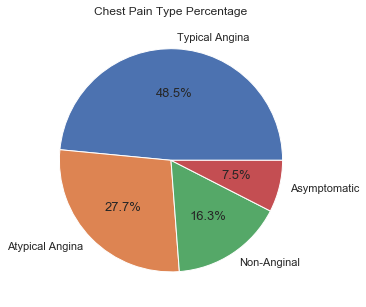 Chest Pain Type Percentage
Typical Angina
48.5%
7.5%
Asymptomatic
27.7%
16.3%
Atypical Angina
Non-Anginal